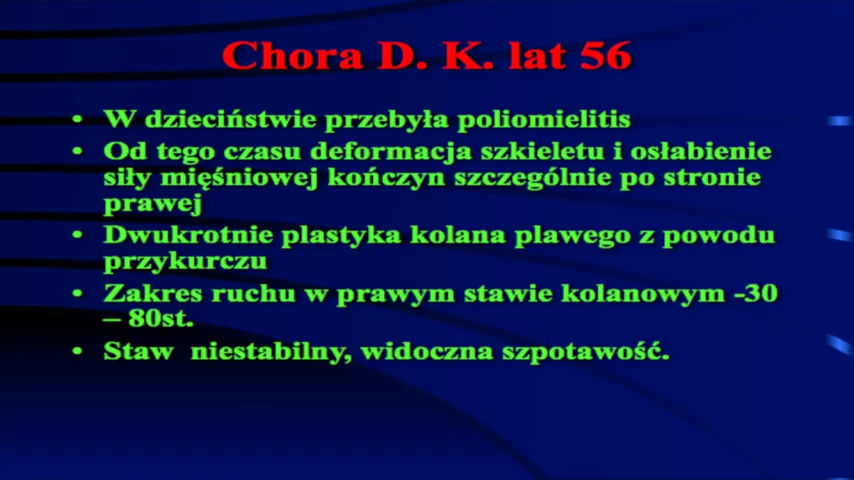 Chora D. K. lat 56
• W dzieciństwie przebyła poliomielitis
• Od tego czasu deformacja szkieletu i osłabienie
siły mięśniowej kończyn szczególnie po stronie
prawej
• Dwukrotnie plastyka kolana plawego z powodu
przykurczu
• Zakres ruchu w prawym stawie kolanowym -30
– 80st.
• Staw  niestabilny, widoczna szpotawość.